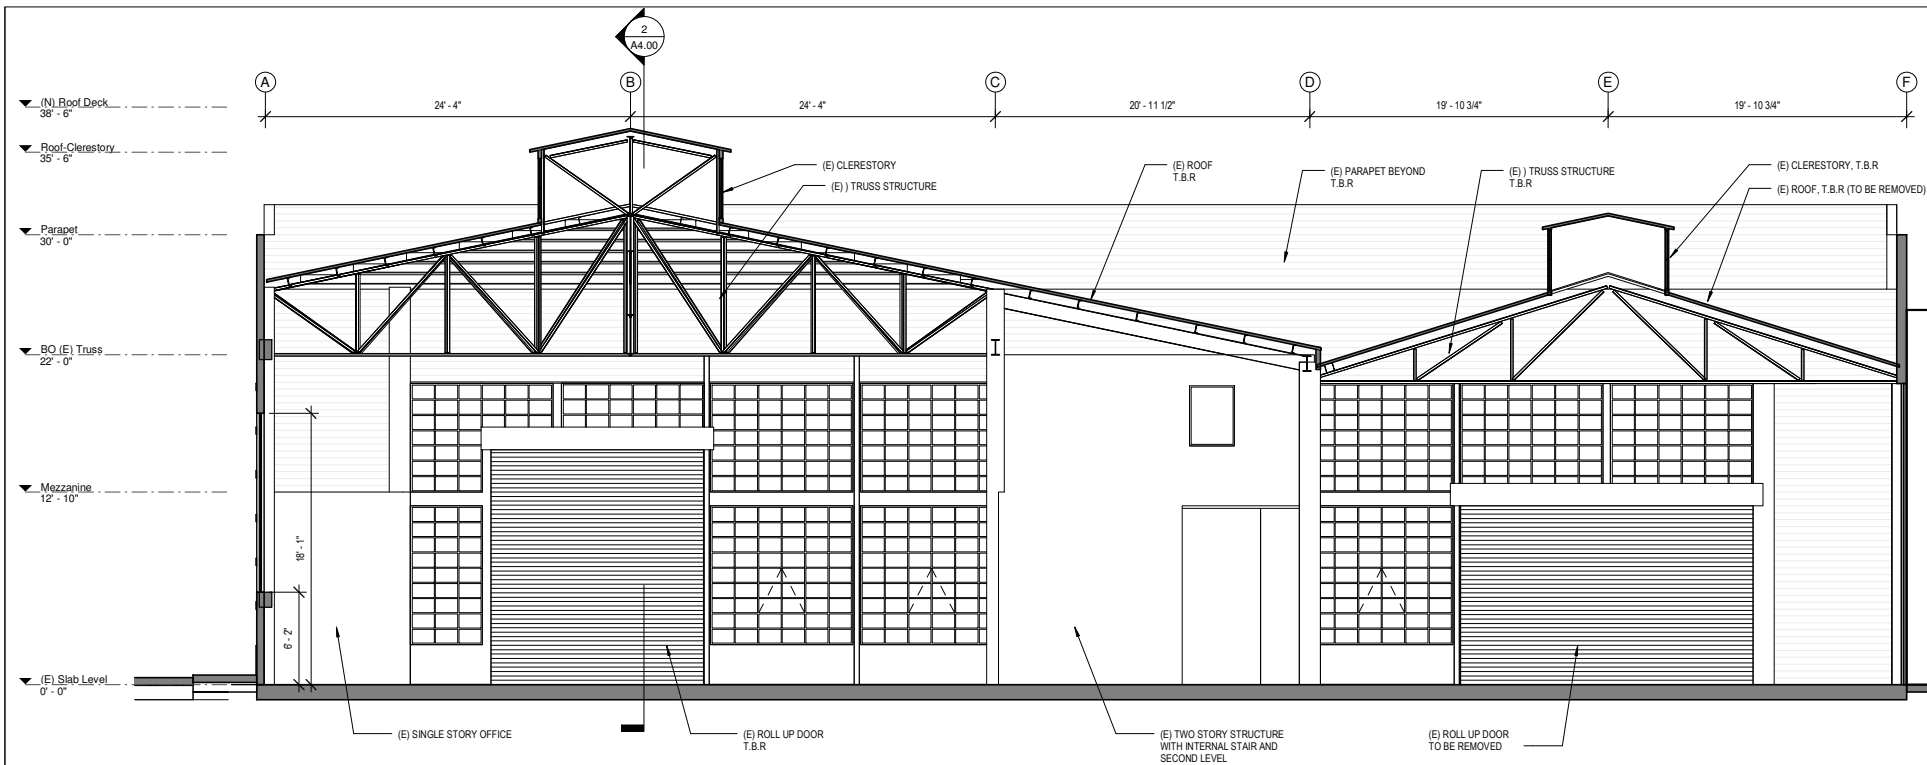 2
A4.00
A
B
C
D
E
F
(N) Roof Deck
38' - 6"
24' - 4"
24' - 4"
20' - 11 1/2"
19' - 10 3/4"
19' - 10 3/4"
Roof-Clerestory
35' - 6"
(E) CLERESTORY
(E) ) TRUSS STRUCTURE
(E) ROOF
T.B.R
(E) PARAPET BEYOND
T.B.R
(E) ) TRUSS STRUCTURE
T.B.R
(E) CLERESTORY, T.B.R
(E) ROOF, T.B.R (TO BE REMOVED)
Parapet
30' - 0"
BO (E) Truss
22' - 0"
Mezzanine
12' - 10"
18' - 1"
6' - 2"
(E) Slab Level
0' - 0"
(E) SINGLE STORY OFFICE
(E) ROLL UP DOOR
T.B.R
(E) TWO STORY STRUCTURE
WITH INTERNAL STAIR AND
SECOND LEVEL
(E) ROLL UP DOOR
TO BE REMOVED